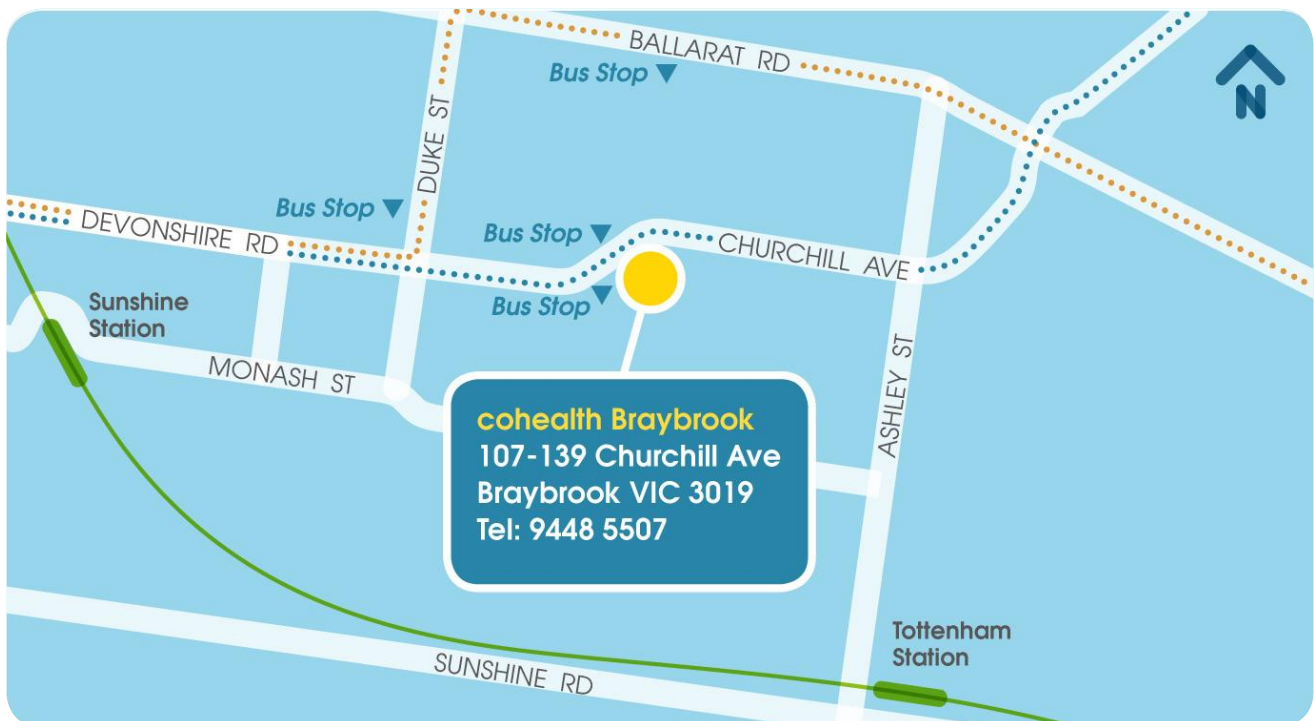 BALLARAT RD
Bus Stop
N
DUKE ST
Bus Stop
DEVONSHIRE RD
Bus Stop
CHURCHILL AVE
Bus Stop
Sunshine
Station
MONASH ST
ASHLEY ST
cohealth Braybrook
107-139 Churchill Ave
Braybrook VIC 3019
Tel: 9448 5507
Tottenham
Station
SUNSHINE RD